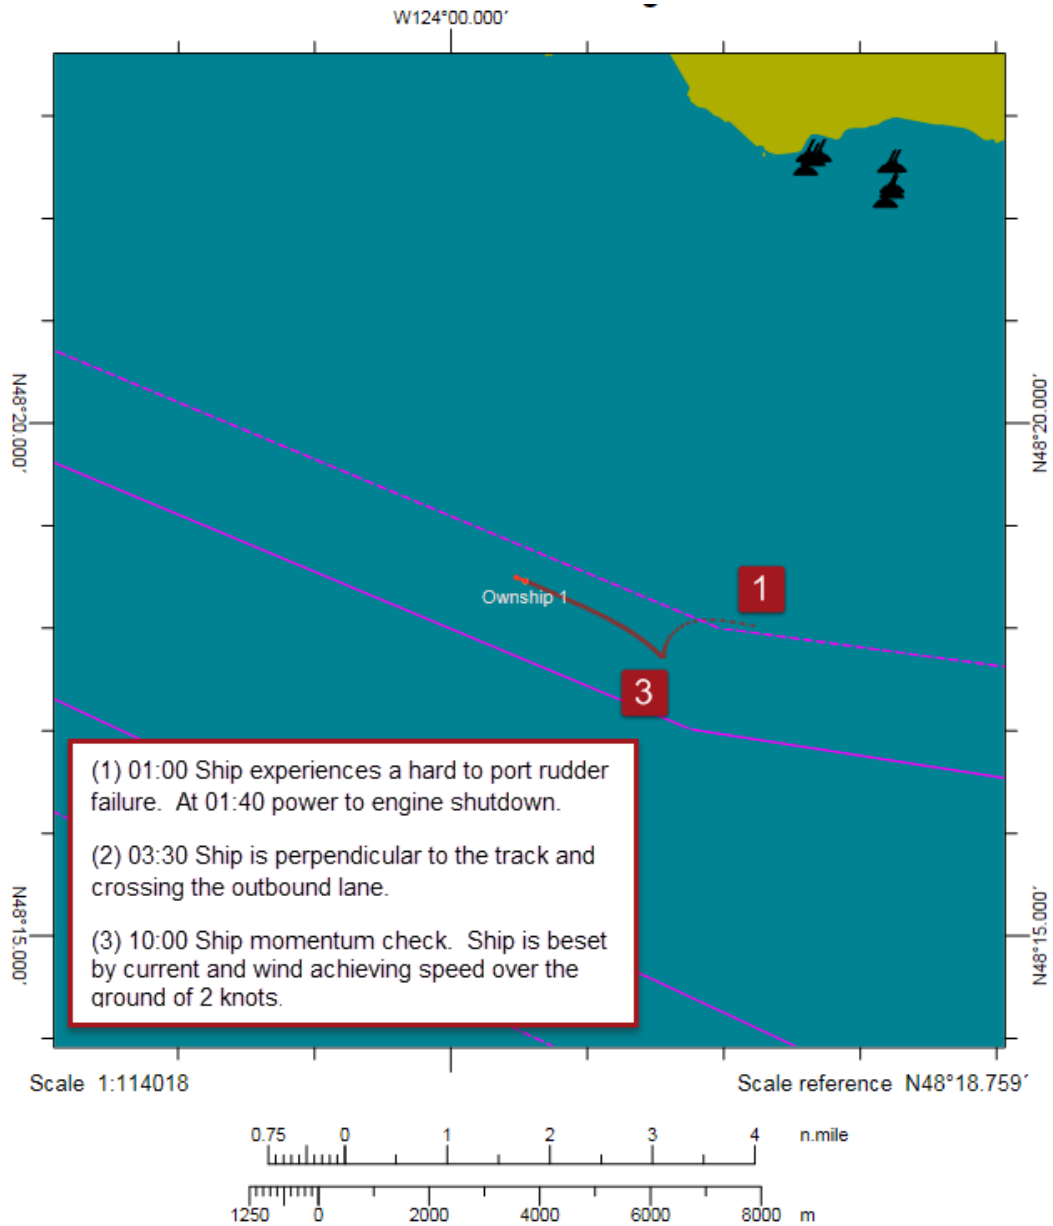 W124°00.000´
N48°20.000´
N48°20.000´
1
Ownship 1
3
(1) 01:00 Ship experiences a hard to port rudder
failure. At 01:40 power to engine shutdown.
(2) 03:30 Ship is perpendicular to the track and
crossing the outbound lane.
(3) 10:00 Ship momentum check. Ship is beset
by current and wind achieving speed over the
ground of 2 knots.
N48°15.000´
N48°15.000´
Scale 1:114018
Scale reference N48°18.759´
0.75 0 1 2 3 4 n.mile
1250 0 2000 4000 6000 8000 m